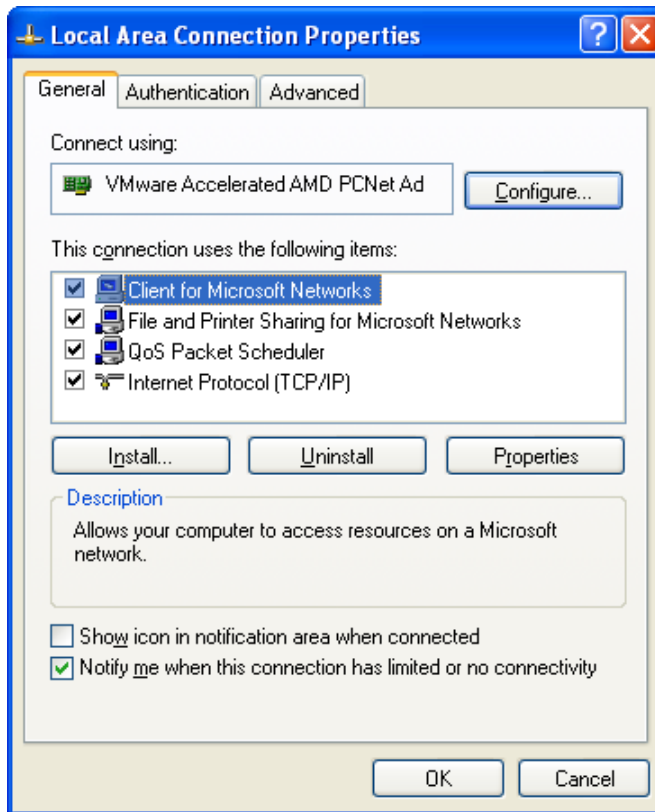 Local Area Connection Properties
General Authentication Advanced
Connect using:
VMware Accelerated AMD PCNet Ad
Configure...
This connection uses the following items:
Client for Microsoft Networks
File and Printer Sharing for Microsoft Networks
QoS Packet Scheduler
Internet Protocol (TCP/IP)
Install... Uninstall Properties
Description
Allows your computer to access resources on a Microsoft
network.
Show icon in notification area when connected
Notify me when this connection has limited or no connectivity
OK Cancel